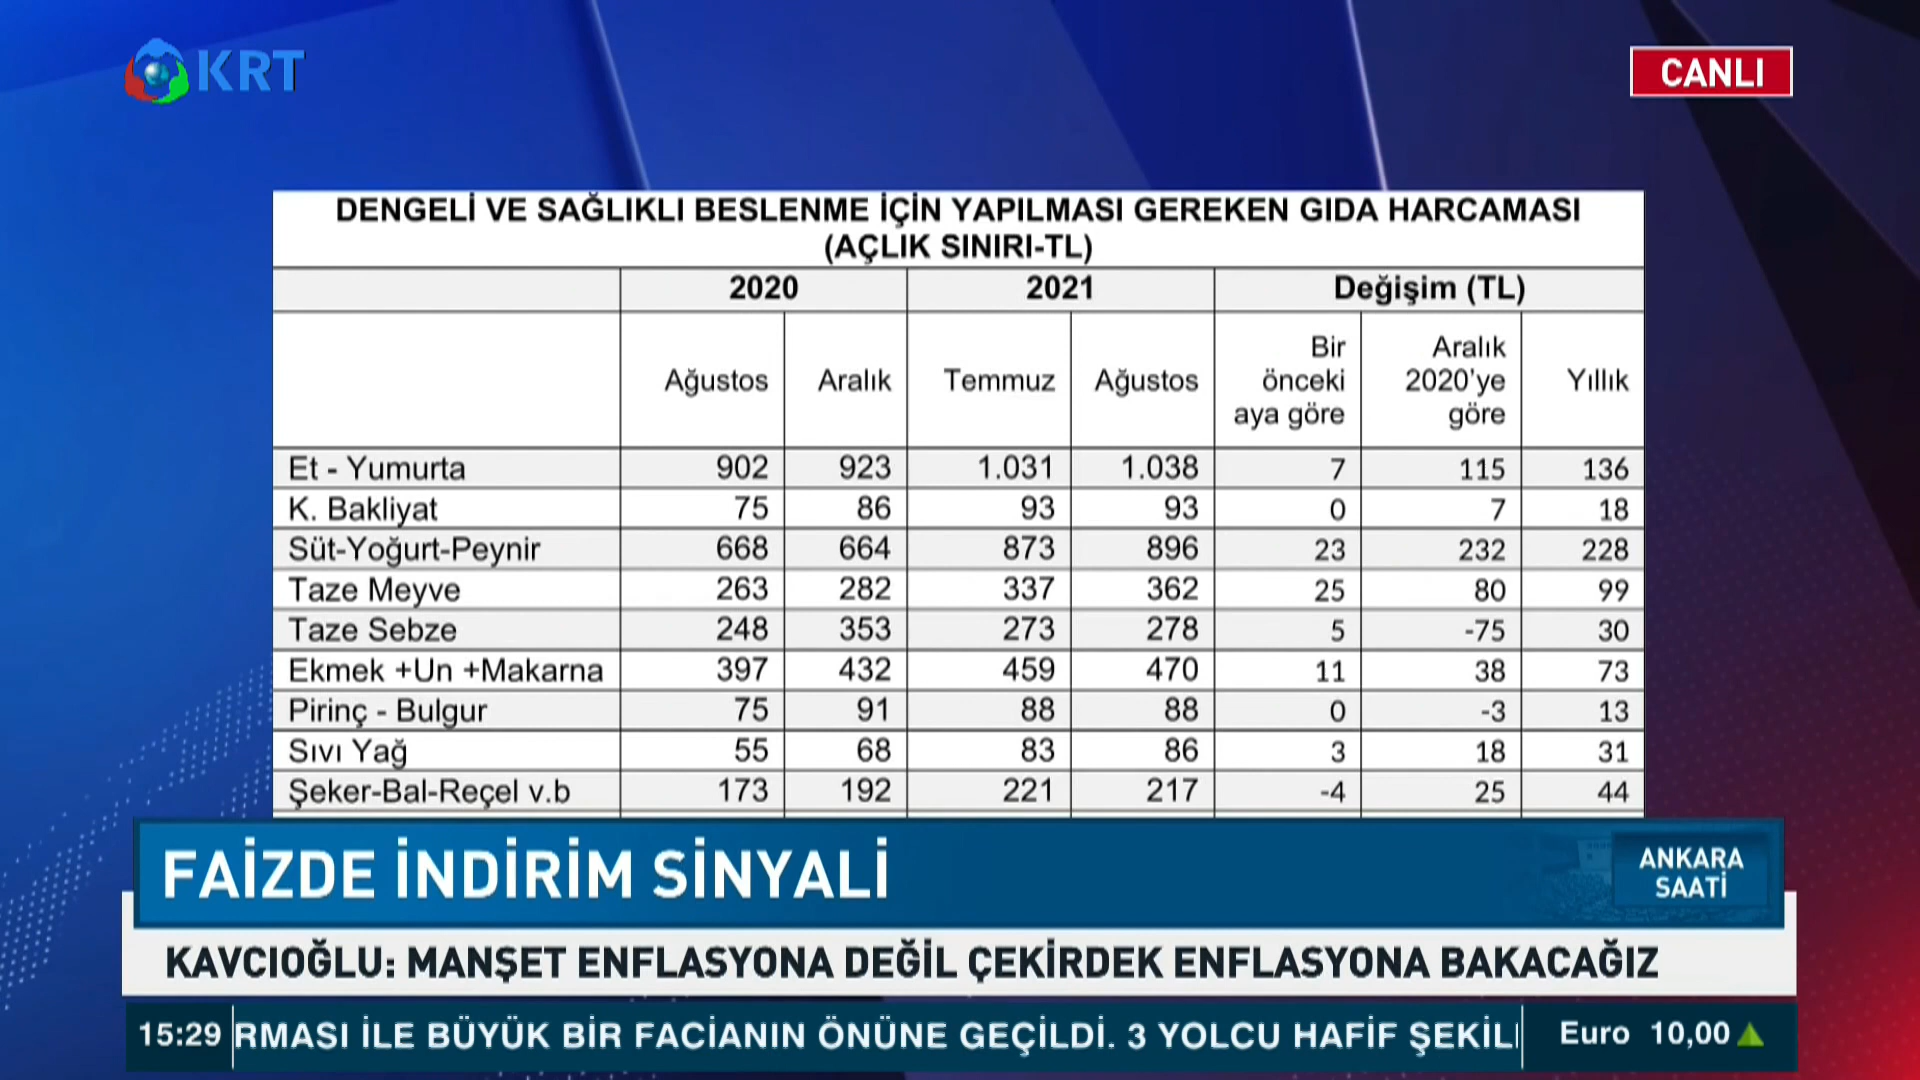 KRT
CANLI
DENGELİ VE SAĞLIKLI BESLENME İÇİN YAPILMASI GEREKEN GIDA HARCAMASI
(AÇLIK SINIRI-TL)
2020 2021 Değişim (TL)
Ağustos Aralık Temmuz Ağustos Bir önceki aya göre Aralık 2020'ye göre Yıllık
Et - Yumurta 902 923 1.031 1.038 7 115 136
K. Bakliyat 75 86 93 93 0 7 18
Süt-Yoğurt-Peynir 668 664 873 896 23 232 228
Taze Meyve 263 282 337 362 25 80 99
Taze Sebze 248 353 273 278 5 -75 30
Ekmek +Un +Makarna 397 432 459 470 11 38 73
Pirinç - Bulgur 75 91 88 88 0 -3 13
Sıvı Yağ 55 68 83 86 3 18 31
Şeker-Bal-Reçel v.b 173 192 221 217 -4 25 44
FAİZDE İNDİRİM SİNYALİ
ANKARA
SAATİ
KAVCIOĞLU: MANŞET ENFLASYONA DEĞİL ÇEKİRDEK ENFLASYONA BAKACAĞIZ
15:29 RMASI İLE BÜYÜK BİR FACİANIN ÖNÜNE GEÇİLDİ. 3 YOLCU HAFİF ŞEKİL Euro 10,00